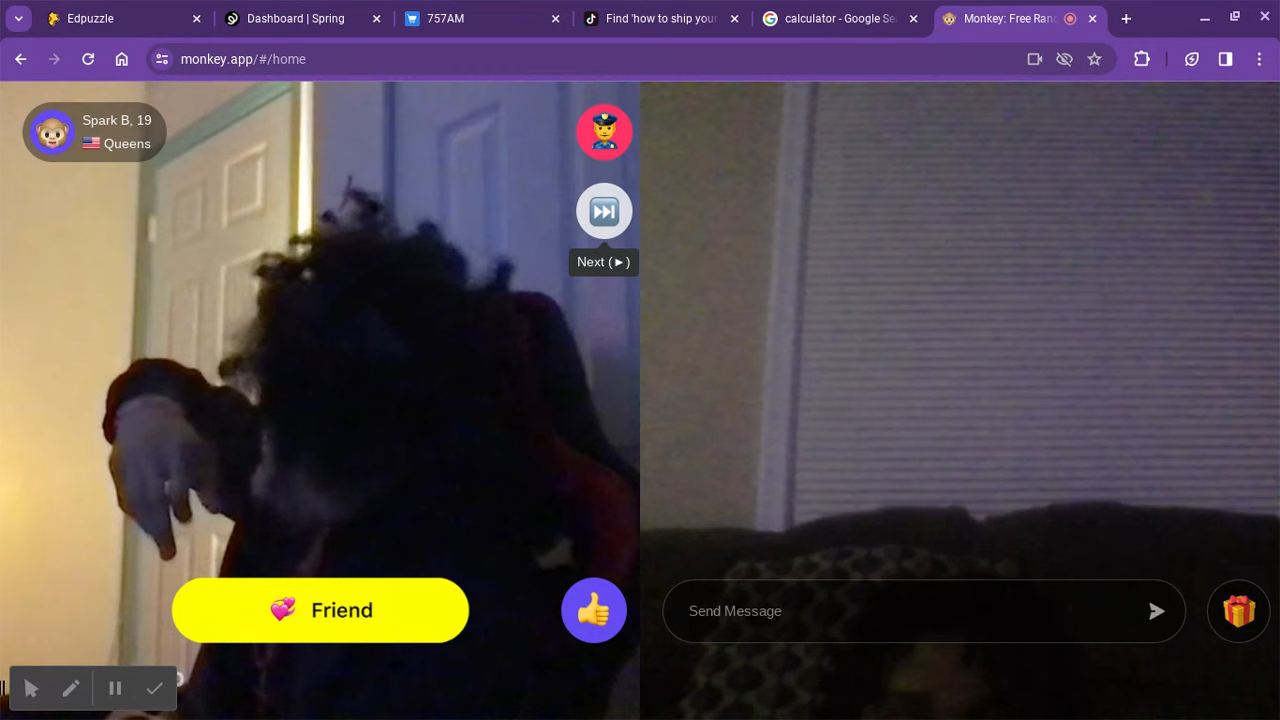 Edpuzzle
Dashboard | Spring
757AM
Find 'how to ship your
calculator - Google Se
Monkey: Free Ran
monkey.app/#/home
Spark B, 19
Queens
Next (►)
Friend
Send Message